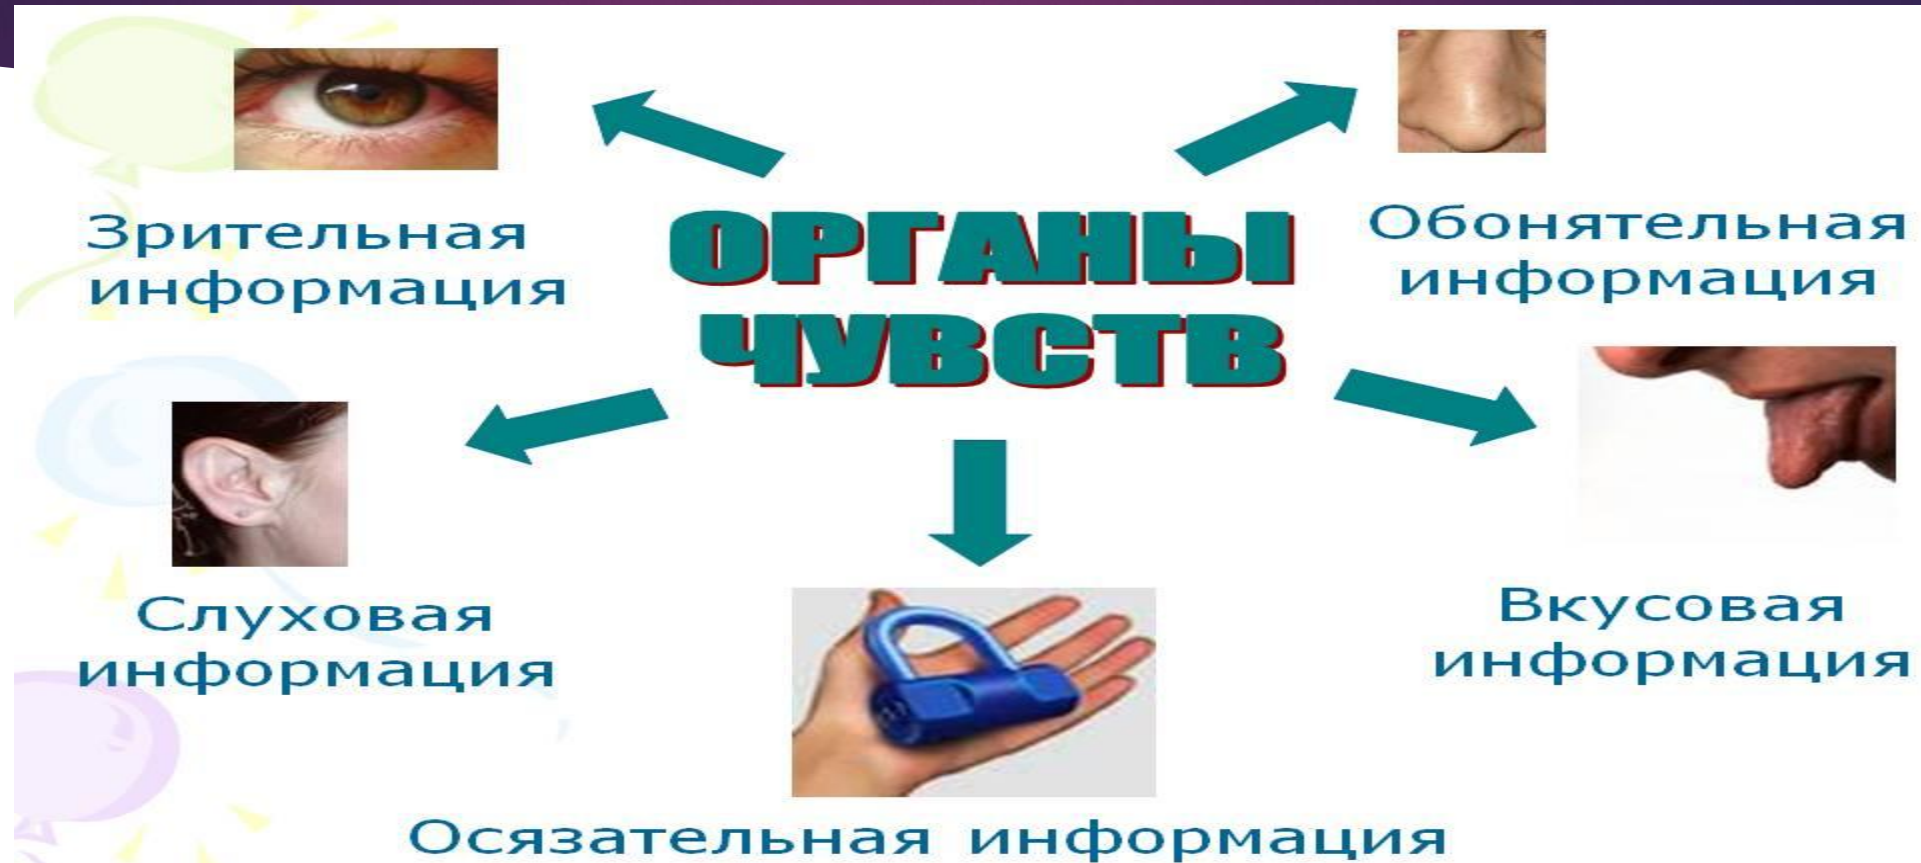 ОРГАНЫ
ЧУВСТВ
Зрительная
информация
Обонятельная
информация
Слуховая
информация
Вкусовая
информация
Осязательная информация